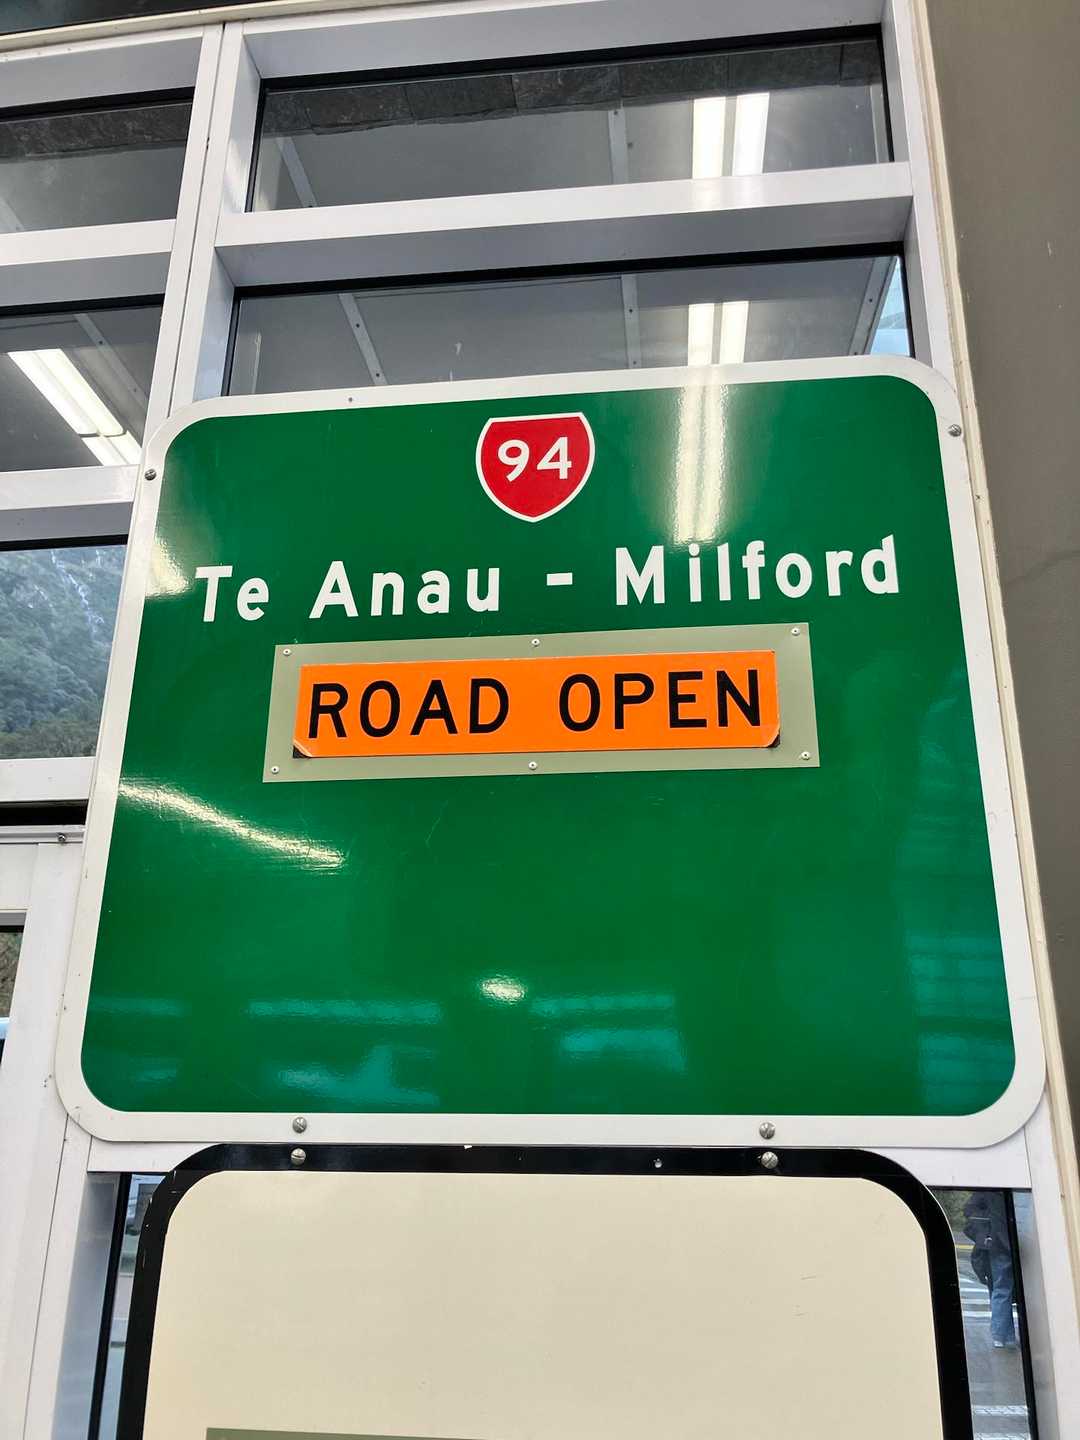 94
Te Anau - Milford
ROAD OPEN